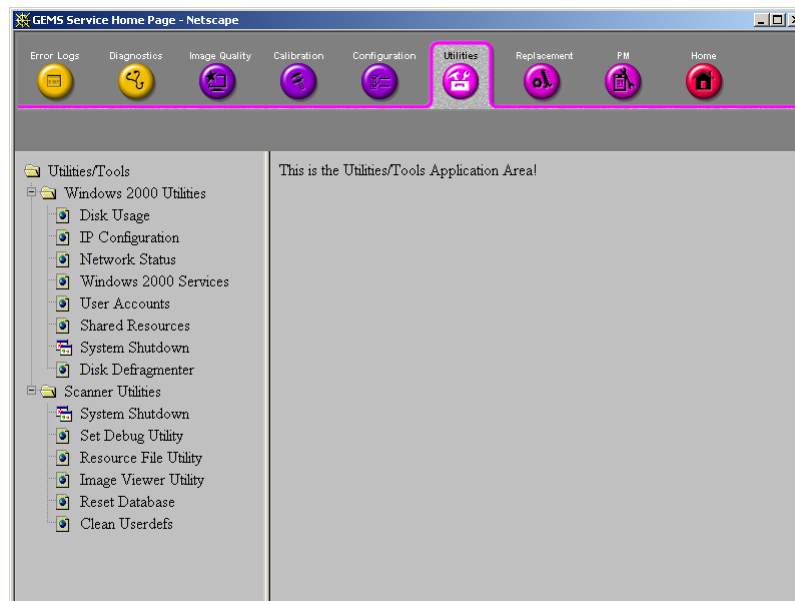 GEMS Service Home Page - Netscape
Error Logs Diagnostics Image Quality Calibration Configuration Utilities Replacement PM Home
Utilities/Tools
Windows 2000 Utilities
Disk Usage
IP Configuration
Network Status
Windows 2000 Services
User Accounts
Shared Resources
System Shutdown
Disk Defragmenter
Scanner Utilities
System Shutdown
Set Debug Utility
Resource File Utility
Image Viewer Utility
Reset Database
Clean Userdefs
This is the Utilities/Tools Application Area!